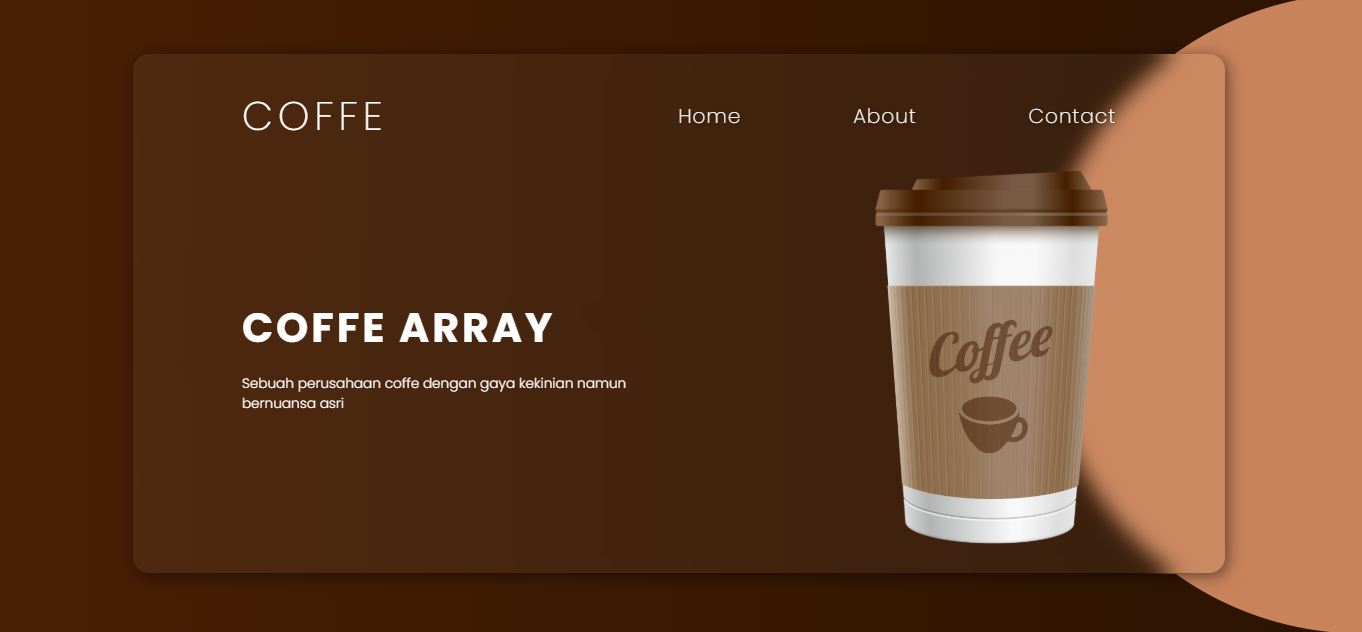 COFFE
Home
About
Contact
COFFE ARRAY
Sebuah perusahaan coffe dengan gaya kekinian namun
bernuansa asri
Coffee